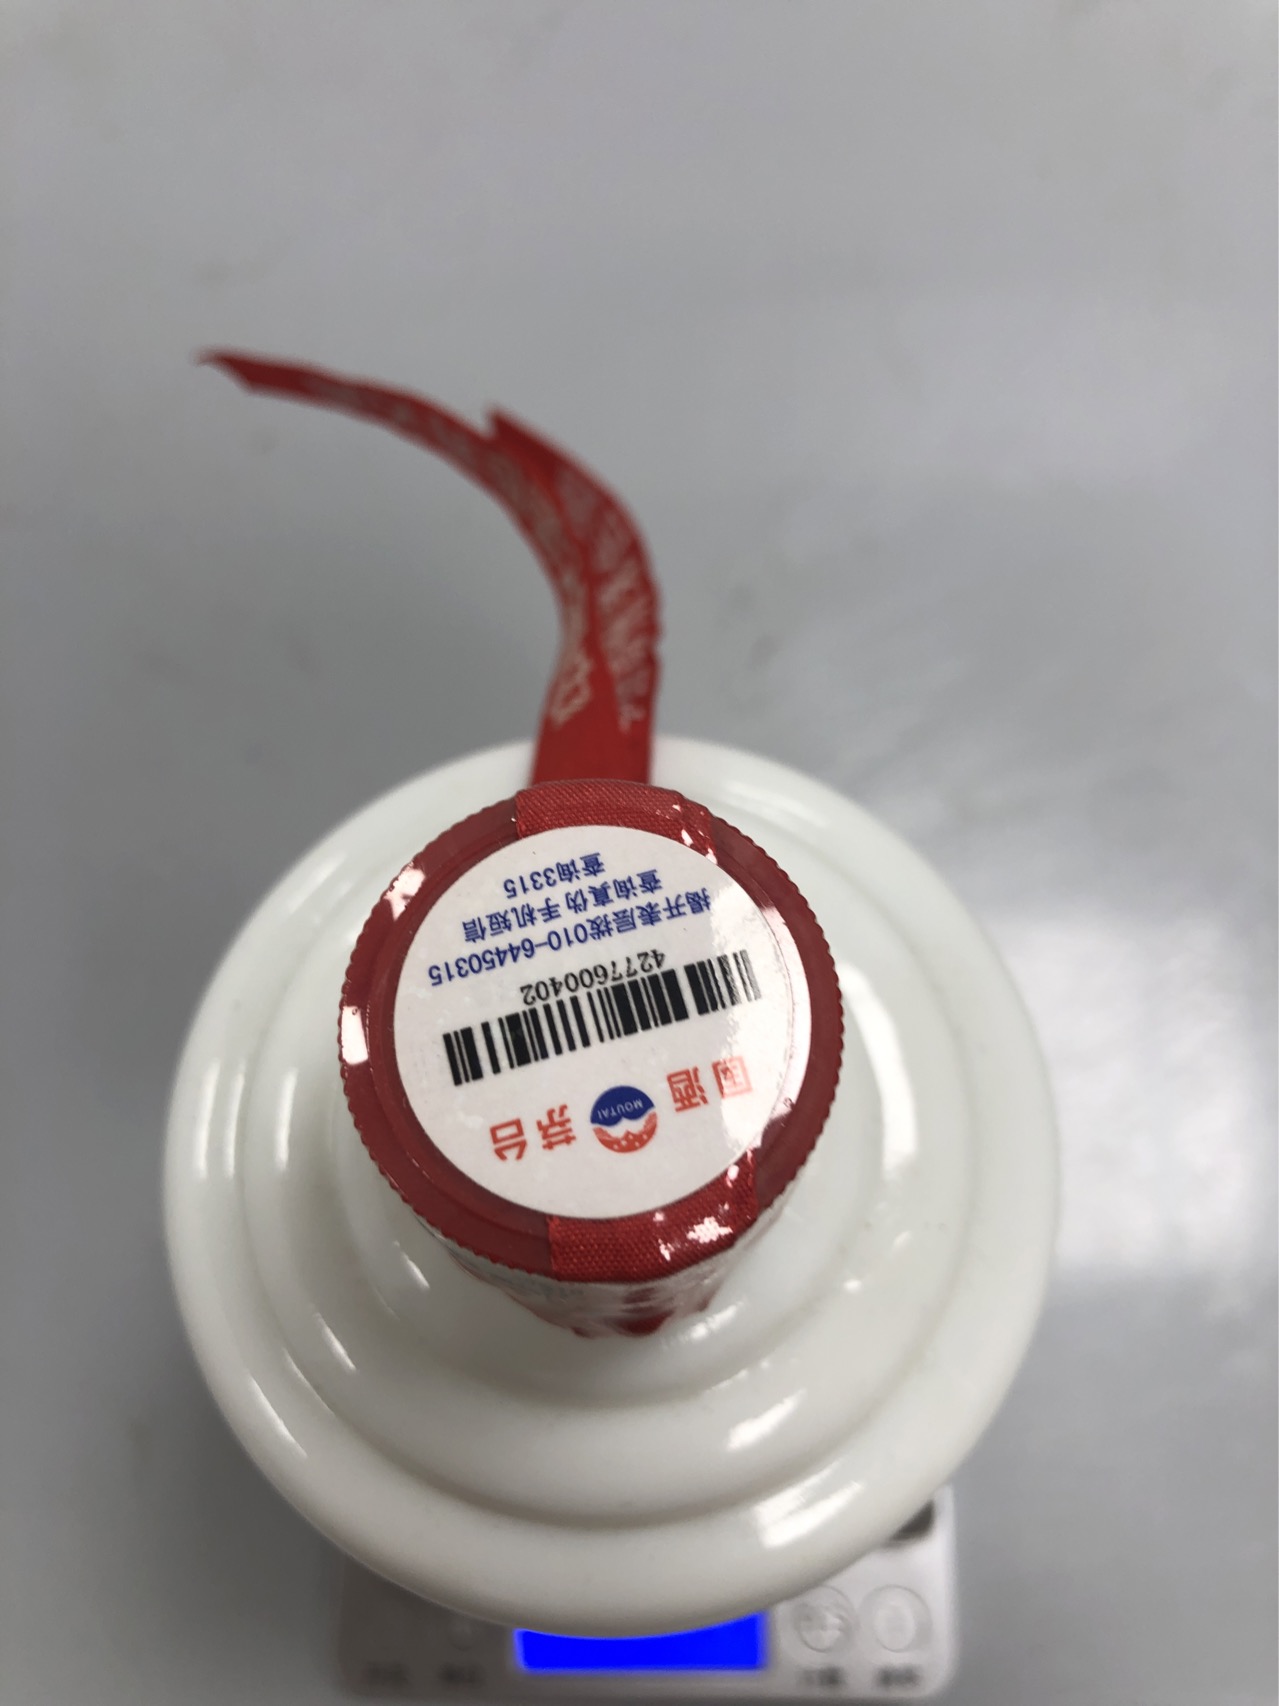 国酒 MOUTAI 茅台
4277600402
揭开表层拨010-64450315
查询真伪 手机短信
查询3315